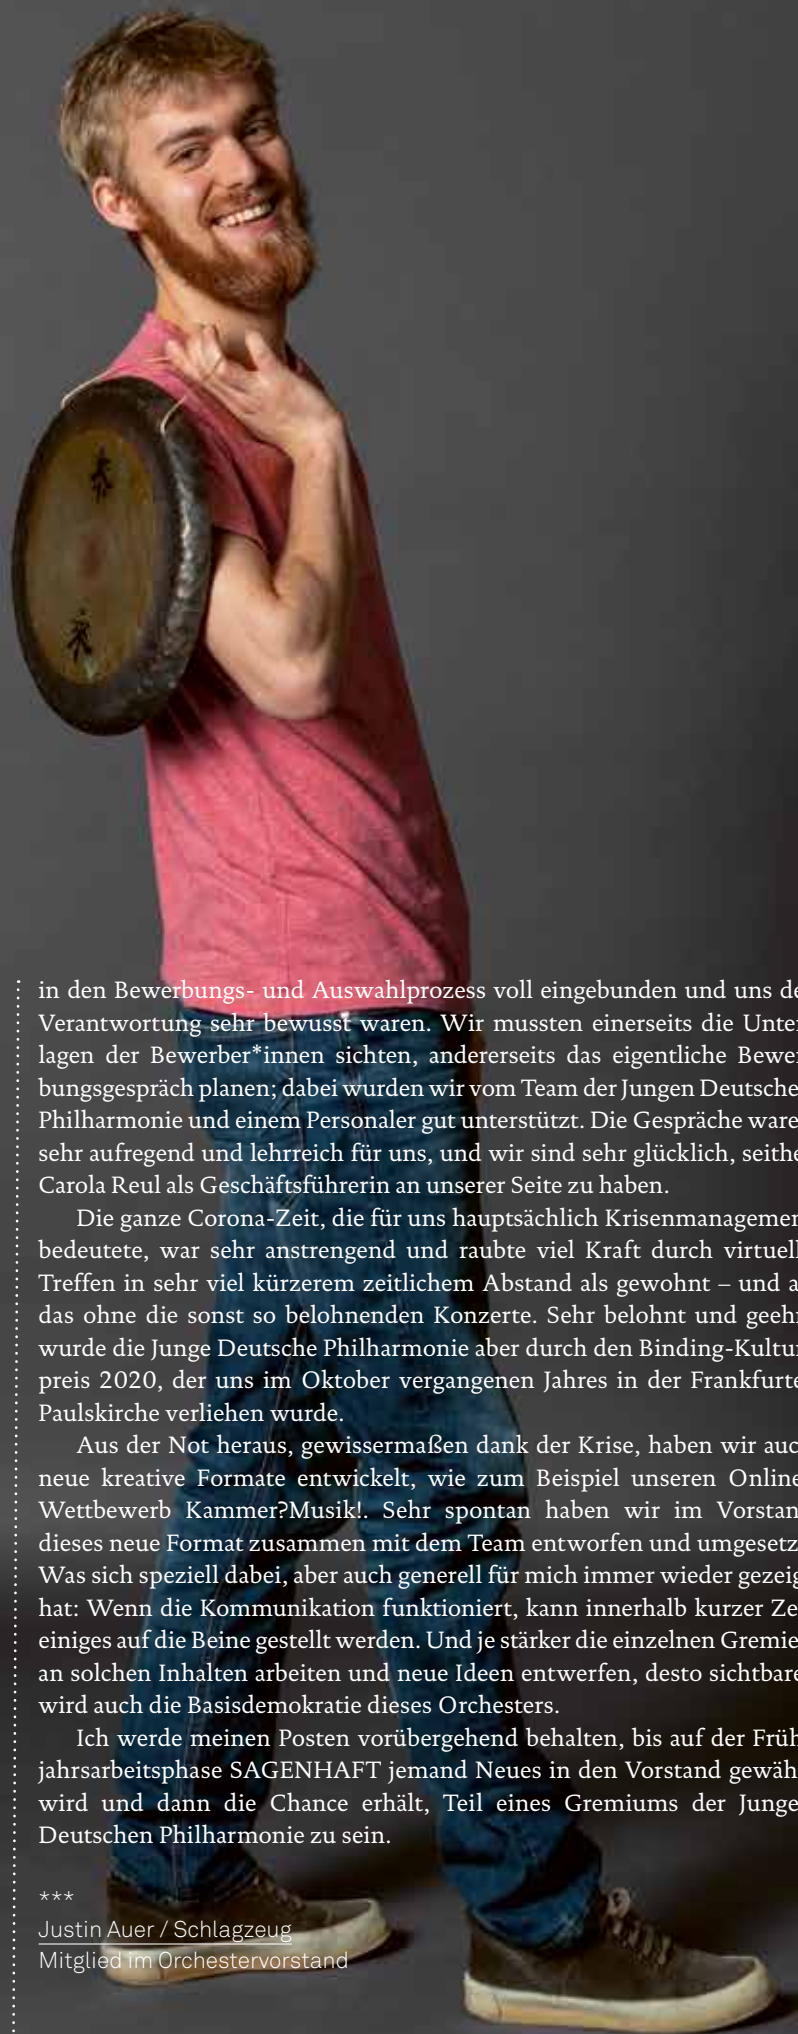 in den Bewerbungs- und Auswahlprozess voll eingebunden und uns de
Verantwortung sehr bewusst waren. Wir mussten einerseits die Unter
lagen der Bewerber*innen sichten, andererseits das eigentliche Bewer
bungsgespräch planen; dabei wurden wir vom Team der Jungen Deutsche
Philharmonie und einem Personaler gut unterstützt. Die Gespräche ware
sehr aufregend und lehrreich für uns, und wir sind sehr glücklich, seithe
Carola Reul als Geschäftsführerin an unserer Seite zu haben.
Die ganze Corona-Zeit, die für uns hauptsächlich Krisenmanagemen
bedeutete, war sehr anstrengend und raubte viel Kraft durch virtuell
Treffen in sehr viel kürzerem zeitlichem Abstand als gewohnt – und a
das ohne die sonst so belohnenden Konzerte. Sehr belohnt und geehr
wurde die Junge Deutsche Philharmonie aber durch den Binding-Kultur
preis 2020, der uns im Oktober vergangenen Jahres in der Frankfurte
Paulskirche verliehen wurde.
Aus der Not heraus, gewissermaßen dank der Krise, haben wir auc
neue kreative Formate entwickelt, wie zum Beispiel unseren Online
Wettbewerb Kammer?Musik!. Sehr spontan haben wir im Vorstan
dieses neue Format zusammen mit dem Team entworfen und umgesetz
Was sich speziell dabei, aber auch generell für mich immer wieder gezeig
hat: Wenn die Kommunikation funktioniert, kann innerhalb kurzer Ze
einiges auf die Beine gestellt werden. Und je stärker die einzelnen Gremie
an solchen Inhalten arbeiten und neue Ideen entwerfen, desto sichtbare
wird auch die Basisdemokratie dieses Orchesters.
Ich werde meinen Posten vorübergehend behalten, bis auf der Früh
jahrsarbeitsphase SAGENHAFT jemand Neues in den Vorstand gewäh
wird und dann die Chance erhält, Teil eines Gremiums der Junge
Deutschen Philharmonie zu sein.
***
Justin Auer / Schlagzeug
Mitglied im Orchestervorstand